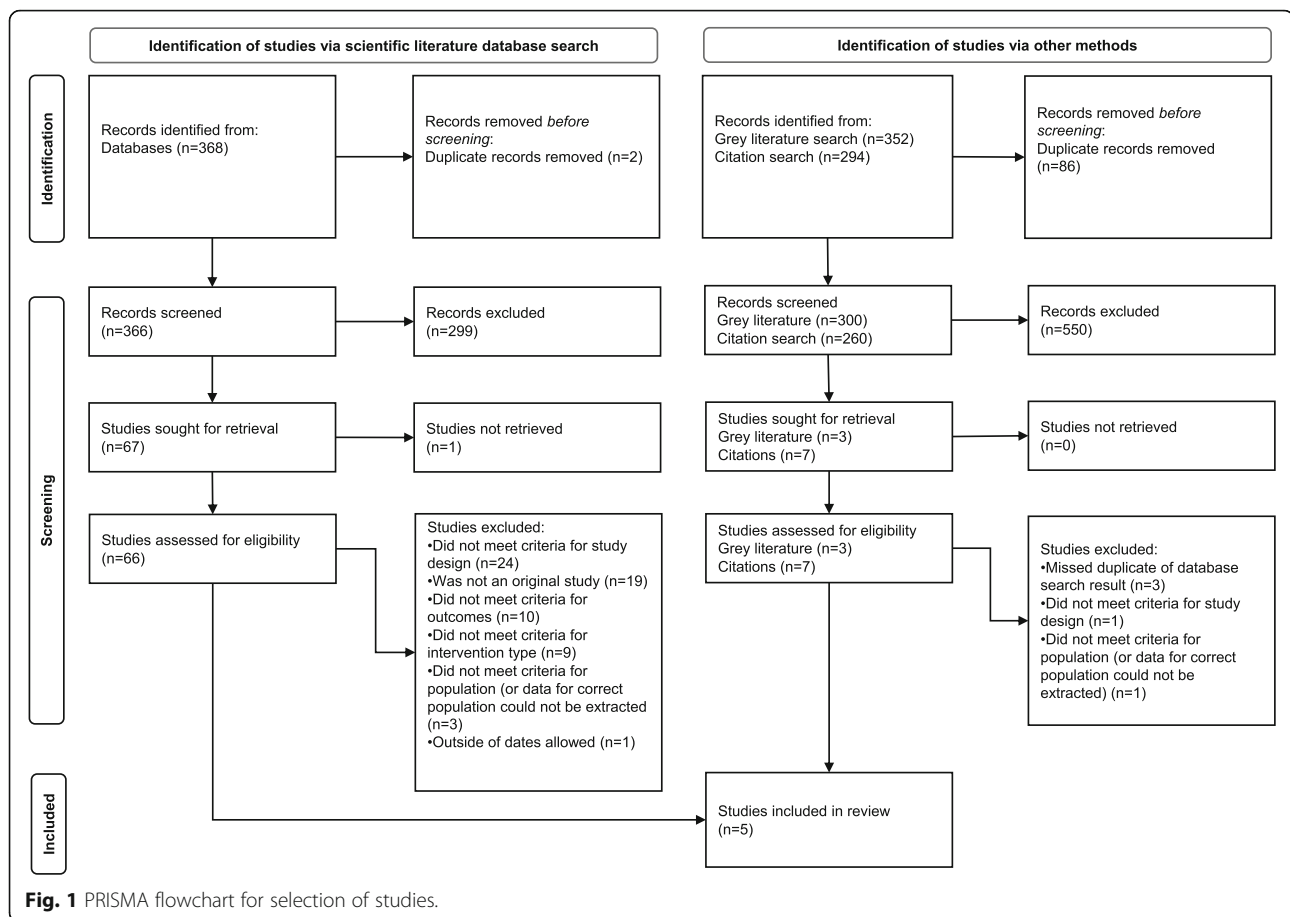 Identification of studies via scientific literature database search
Identification of studies via other methods
Identification
Records identified from:
Databases (n=368)
Records removed before
screening:
Duplicate records removed (n=2)
Records identified from:
Grey literature search (n=352)
Citation search (n=294)
Records removed before
screening:
Duplicate records removed
(n=86)
Screening
Records screened
(n=366)
Records excluded
(n=299)
Records screened
Grey literature (n=300)
Citation search (n=260)
Records excluded
(n=550)
Studies sought for retrieval
(n=67)
Studies not retrieved
(n=1)
Studies sought for retrieval
Grey literature (n=3)
Citations (n=7)
Studies not retrieved
(n=0)
Studies assessed for eligibility
(n=66)
Studies excluded:
•Did not meet criteria for study
design (n=24)
•Was not an original study (n=19)
•Did not meet criteria for
outcomes (n=10)
•Did not meet criteria for
intervention type (n=9)
•Did not meet criteria for
population (or data for correct
population could not be extracted
(n=3)
•Outside of dates allowed (n=1)
Studies assessed for eligibility
Grey literature (n=3)
Citations (n=7)
Studies excluded:
•Missed duplicate of database
search result (n=3)
•Did not meet criteria for study
design (n=1)
•Did not meet criteria for
population (or data for correct
population could not be
extracted) (n=1)
Included
Studies included in review
(n=5)
Fig. 1 PRISMA flowchart for selection of studies.